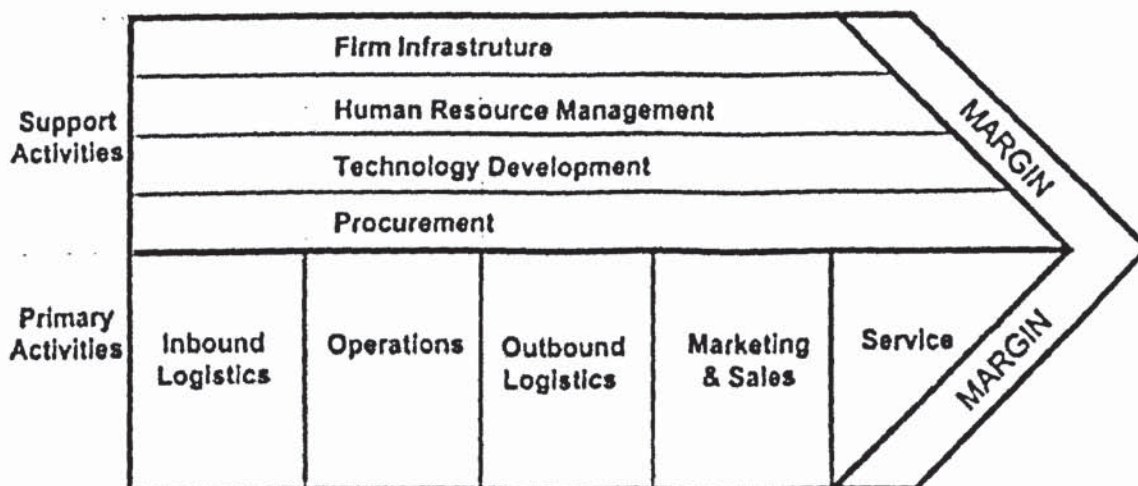 Firm Infrastruture
Human Resource Management
Technology Development
Procurement
Support
Activities
MARGIN
Primary
Activities
Inbound
Logistics
Operations
Outbound
Logistics
Marketing
& Sales
Service
MARGIN